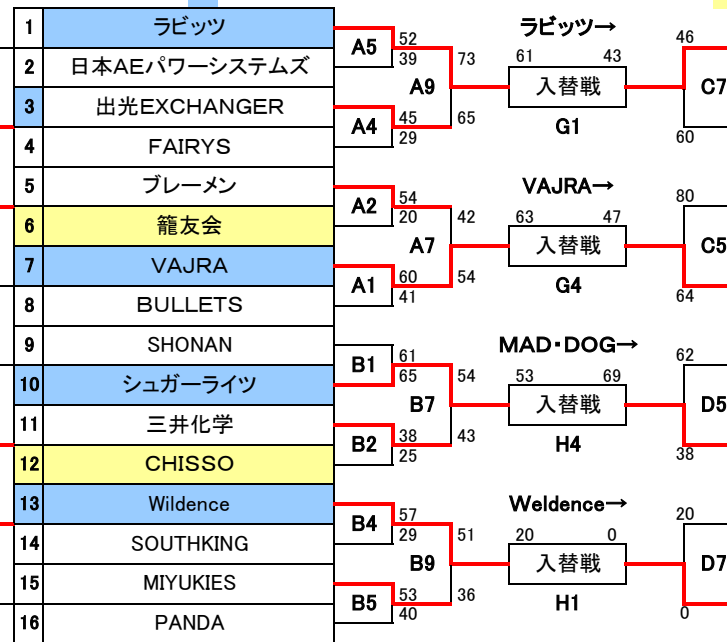 1 ラビッツ
2 日本AEパワーシステムズ
3 出光EXCHANGER
4 FAIRYS
5 ブレーメン
6 籠友会
7 VAJRA
8 BULLETS
9 SHONAN
10 シュガーライツ
11 三井化学
12 CHISSO
13 Wildence
14 SOUTHKING
15 MIYUKIES
16 PANDA
A5 52 39
A4 45 29
A9 73 65
A2 54 20
A1 60 41
A7 42 54
B1 61 65
B2 38 25
B7 54 43
B4 57 29
B5 53 40
B9 51 36
ラビッツ→
61 43
入替戦
G1
VAJRA→
63 47
入替戦
G4
MAD・DOG→
53 69
入替戦
H4
Weldence→
20 0
入替戦
H1
46
C7
60
80
C5
64
62
D5
38
20
D7
0